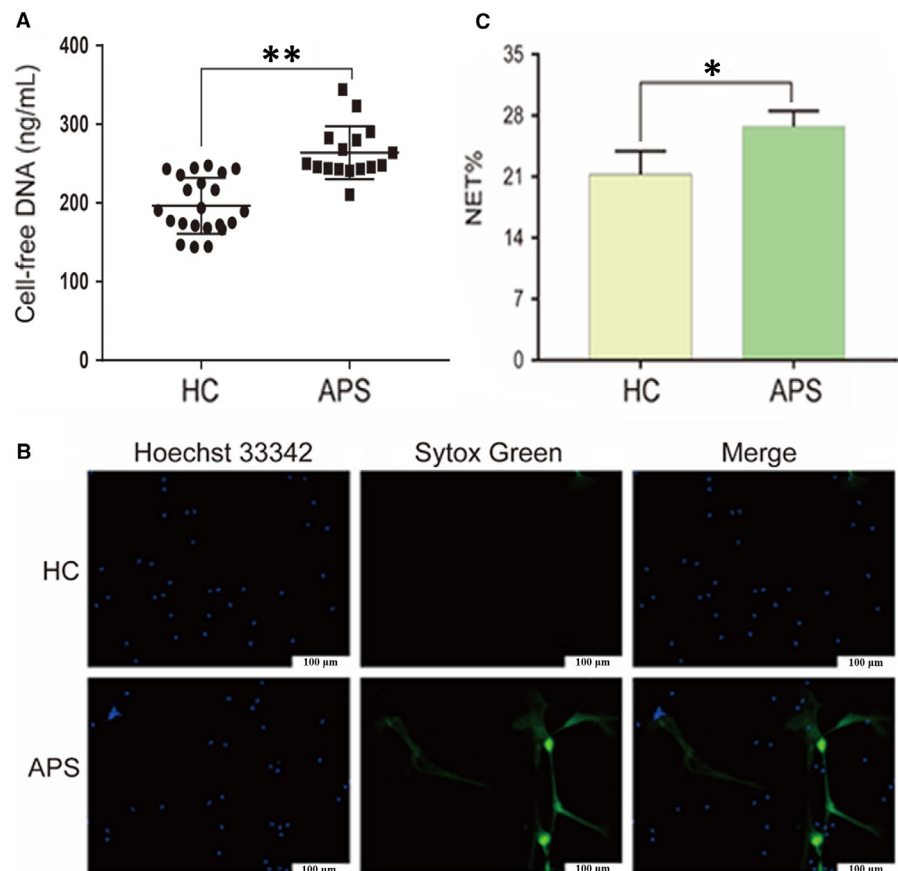 A
Cell-free DNA (ng/mL)
400
300
200
100
0
**
HC
APS
C
NET%
35
28
21
14
7
0
*
HC
APS
B
Hoechst 33342
Sytox Green
Merge
HC
100 μm
100 μm
100 μm
APS
100 μm
100 μm
100 μm